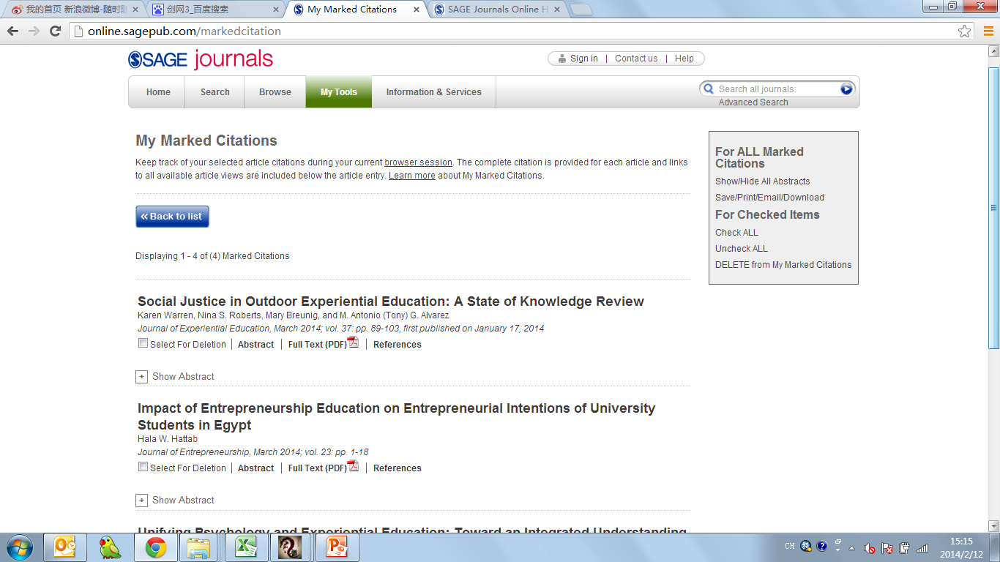 我的首页 新浪微博-随时随
剑网3_百度搜索
My Marked Citations
SAGE Journals Online H
online.sagepub.com/markedcitation
SAGE journals
Sign in | Contact us | Help
Home Search Browse My Tools Information & Services
Search all journals:
Advanced Search
My Marked Citations
Keep track of your selected article citations during your current browser session. The complete citation is provided for each article and links
to all available article views are included below the article entry. Learn more about My Marked Citations.
« Back to list
Displaying 1 - 4 of (4) Marked Citations
Social Justice in Outdoor Experiential Education: A State of Knowledge Review
Karen Warren, Nina S. Roberts, Mary Breunig, and M. Antonio (Tony) G. Alvarez
Journal of Experiential Education, March 2014; vol. 37: pp. 89-103, first published on January 17, 2014
Select For Deletion | Abstract | Full Text (PDF) | References
+ Show Abstract
Impact of Entrepreneurship Education on Entrepreneurial Intentions of University
Students in Egypt
Hala W. Hattab
Journal of Entrepreneurship, March 2014; vol. 23: pp. 1-18
Select For Deletion | Abstract | Full Text (PDF) | References
+ Show Abstract
Unifying Psychology and Experiential Education: Toward an Integrated Understanding
For ALL Marked
Citations
Show/Hide All Abstracts
Save/Print/Email/Download
For Checked Items
Check ALL
Uncheck ALL
DELETE from My Marked Citations
CH
15:15
2014/2/12